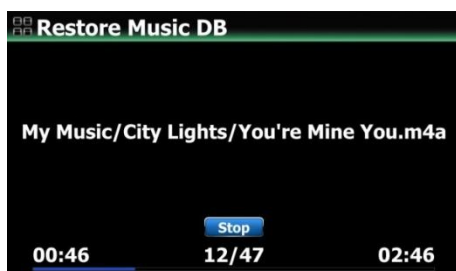 Restore Music DB
My Music/City Lights/You're Mine You.m4a
Stop
00:46 12/47 02:46